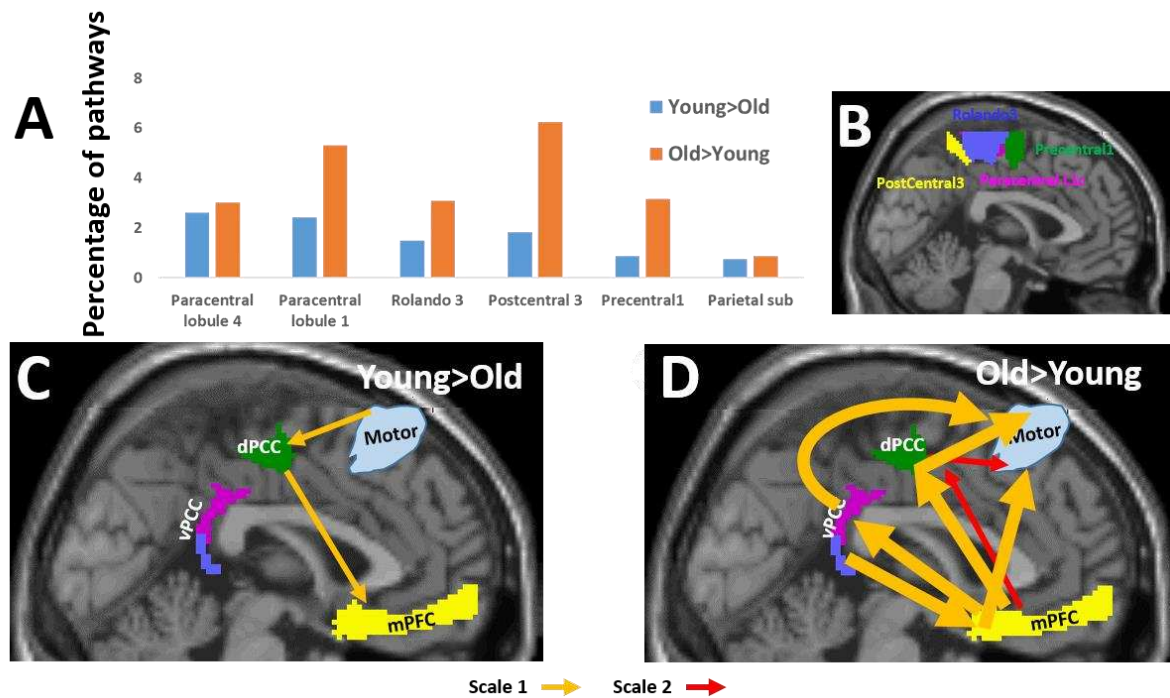 A
Percentage of pathways
8
6
4
2
0
Young>Old
Old>Young
Paracentral
lobule 4
Paracentral
lobule 1
Rolando 3
Postcentral 3
Precentral1
Parietal sub
B
Rolando3
Precentral1
PostCentral3
Paracentral
C
Young>Old
dPCC
Motor
vPCC
mPFC
D
Old>Young
dPCC
Motor
vPCC
mPFC
Scale 1
Scale 2